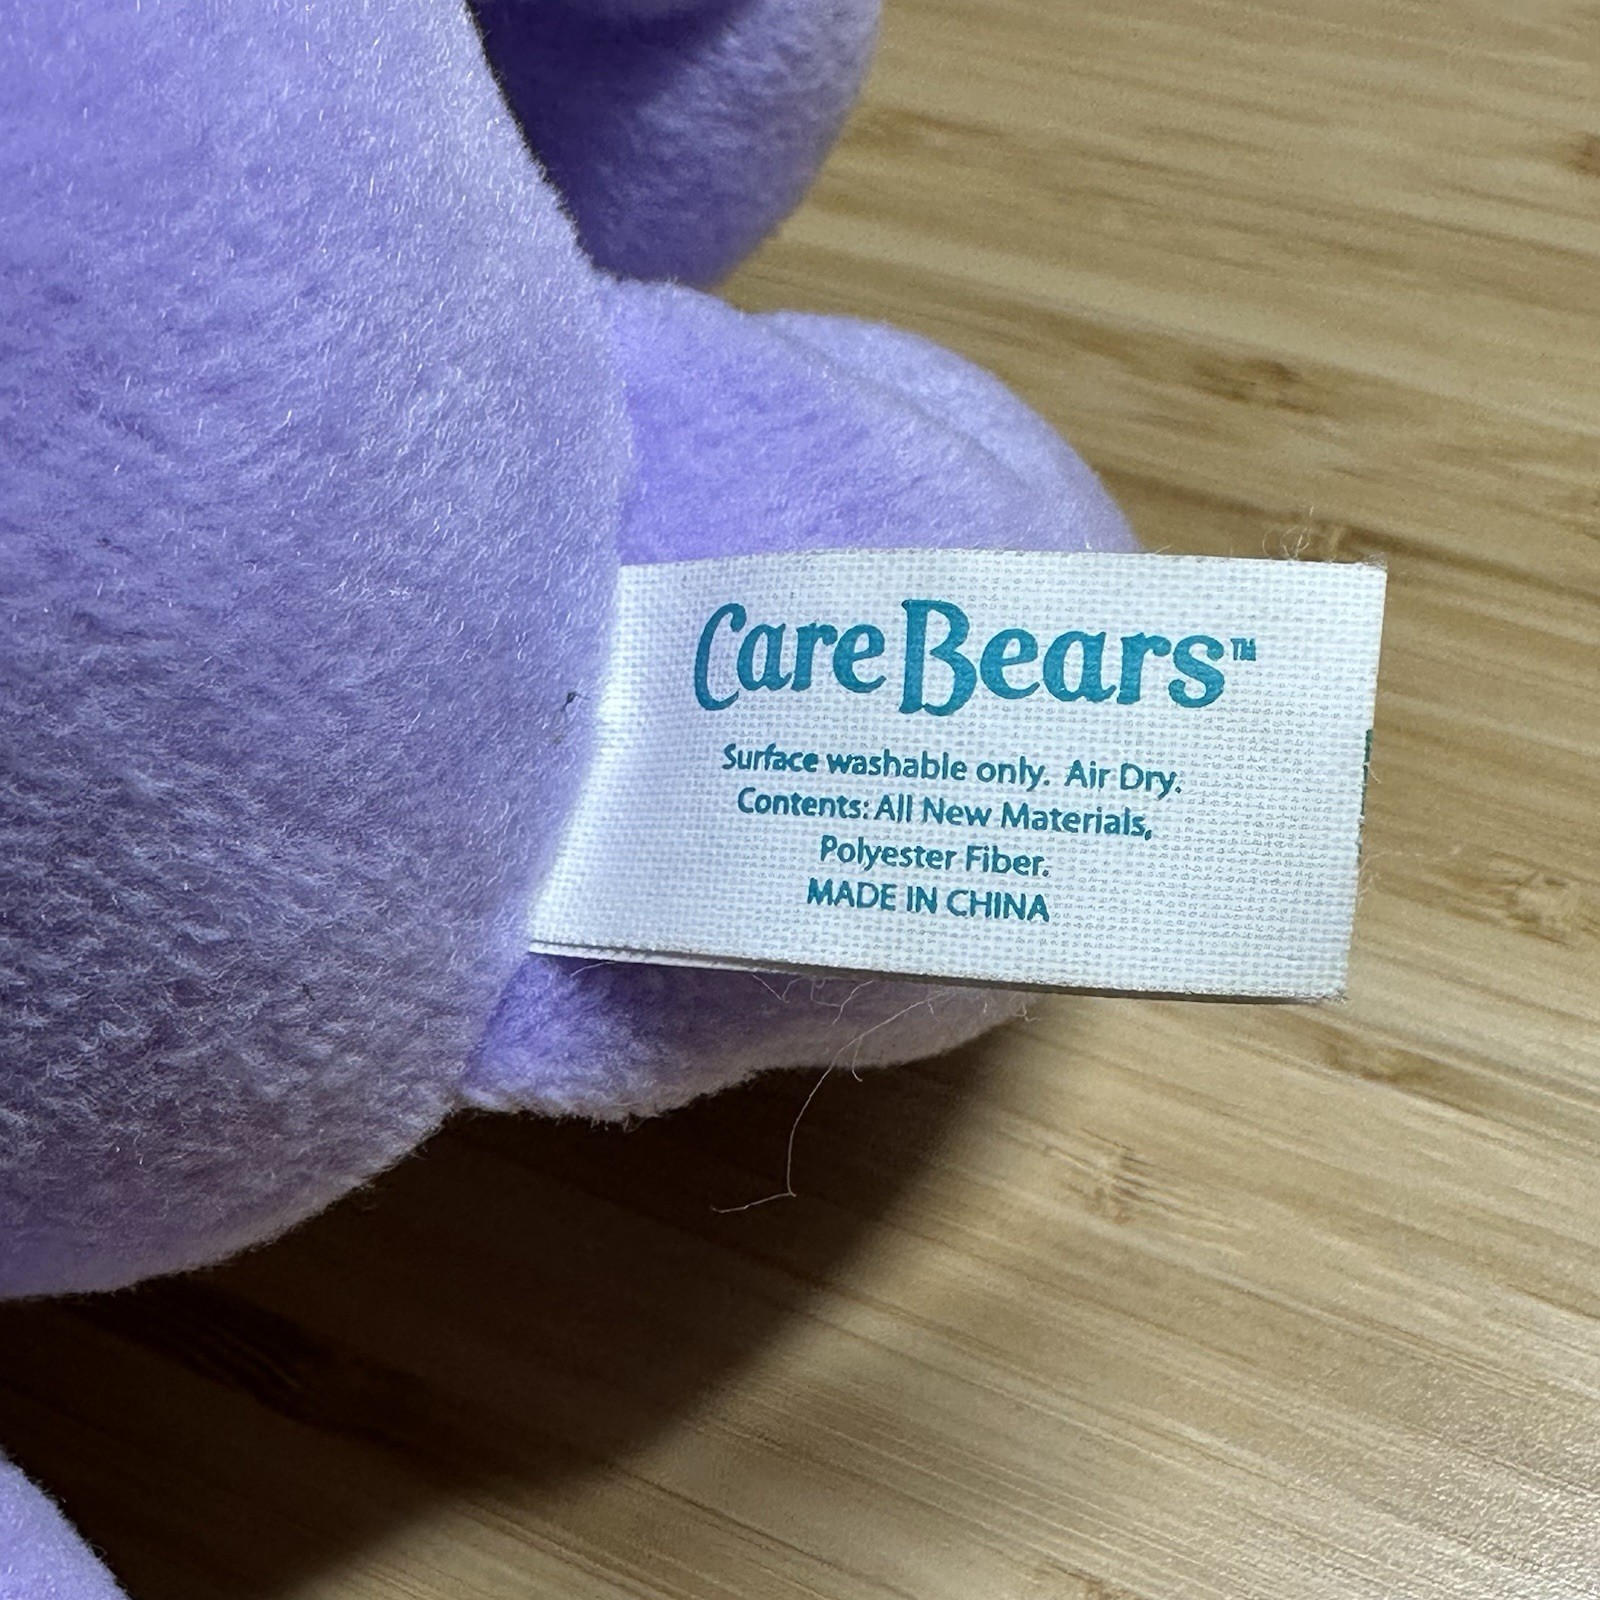 Care Bears™
Surface washable only. Air Dry.
Contents: All New Materials,
Polyester Fiber.
MADE IN CHINA